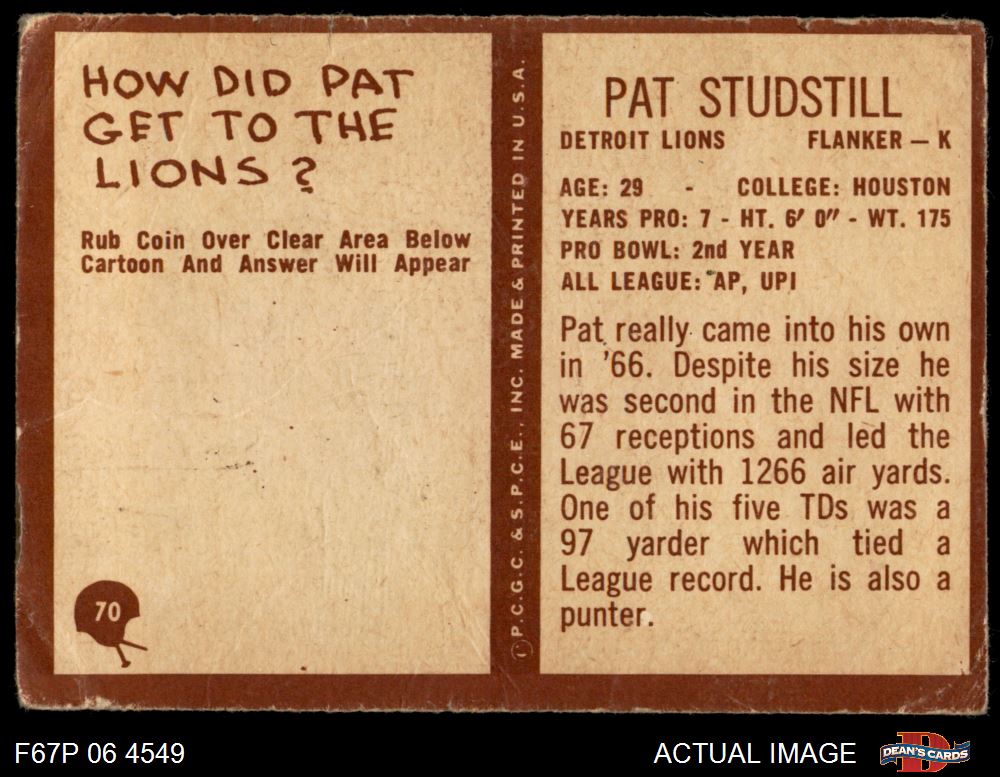 HOW DID PAT
GET TO THE
LIONS ?
Rub Coin Over Clear Area Below
Cartoon And Answer Will Appear
70
©P.C.G.C. & S.P.C.E., INC. MADE & PRINTED IN U.S.A.
PAT STUDSTILL
DETROIT LIONS FLANKER — K
AGE: 29 - COLLEGE: HOUSTON
YEARS PRO: 7 - HT. 6' 0" - WT. 175
PRO BOWL: 2nd YEAR
ALL LEAGUE: AP, UPI
Pat really came into his own
in '66. Despite his size he
was second in the NFL with
67 receptions and led the
League with 1266 air yards.
One of his five TDs was a
97 yarder which tied a
League record. He is also a
punter.
F67P 06 4549
ACTUAL IMAGE
D
DEAN'S CARDS